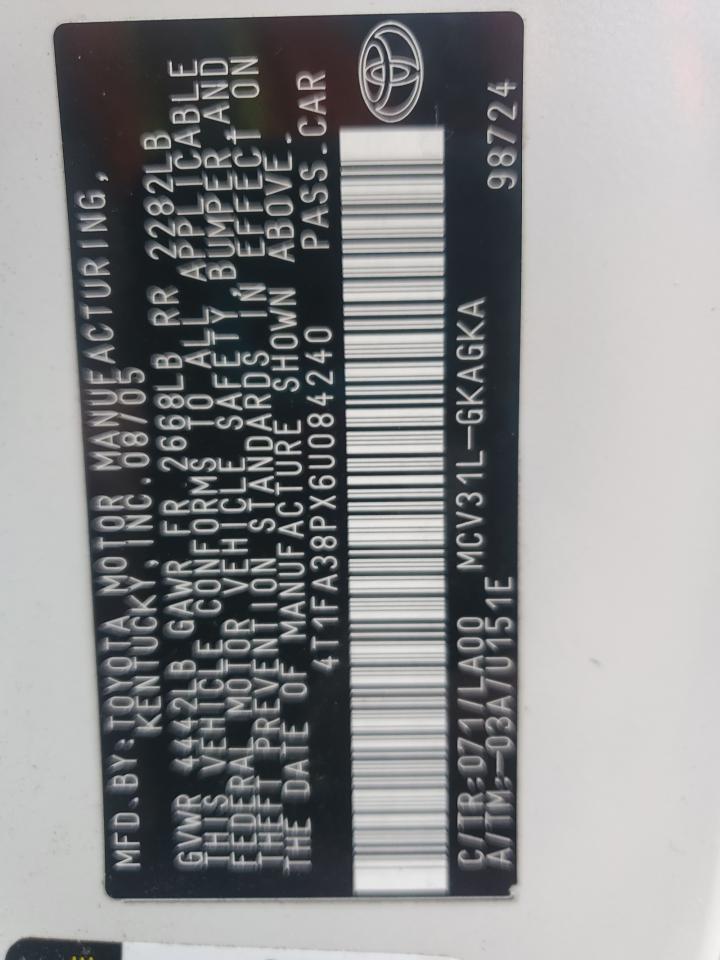 MFD.BY:TOYOTA MOTOR MANUFACTURING,
KENTUCKY, INC.08/05
GVWR 4442LB GAWR FR 2668LB RR 2282LB
THIS VEHICLE CONFORMS TO ALL APPLICABLE
FEDERAL MOTOR VEHICLE SAFETY, BUMPER,AND
THEFT PREVENTION STANDARDS IN EFFECT ON
THE DATE OF MANUFACTURE SHOWN ABOVE.
4T1FA38PX6U084240 PASS.CAR
C/TR:071/LA00 MCV31L-GKAGKA 98724
A/TM:-03A/U151E